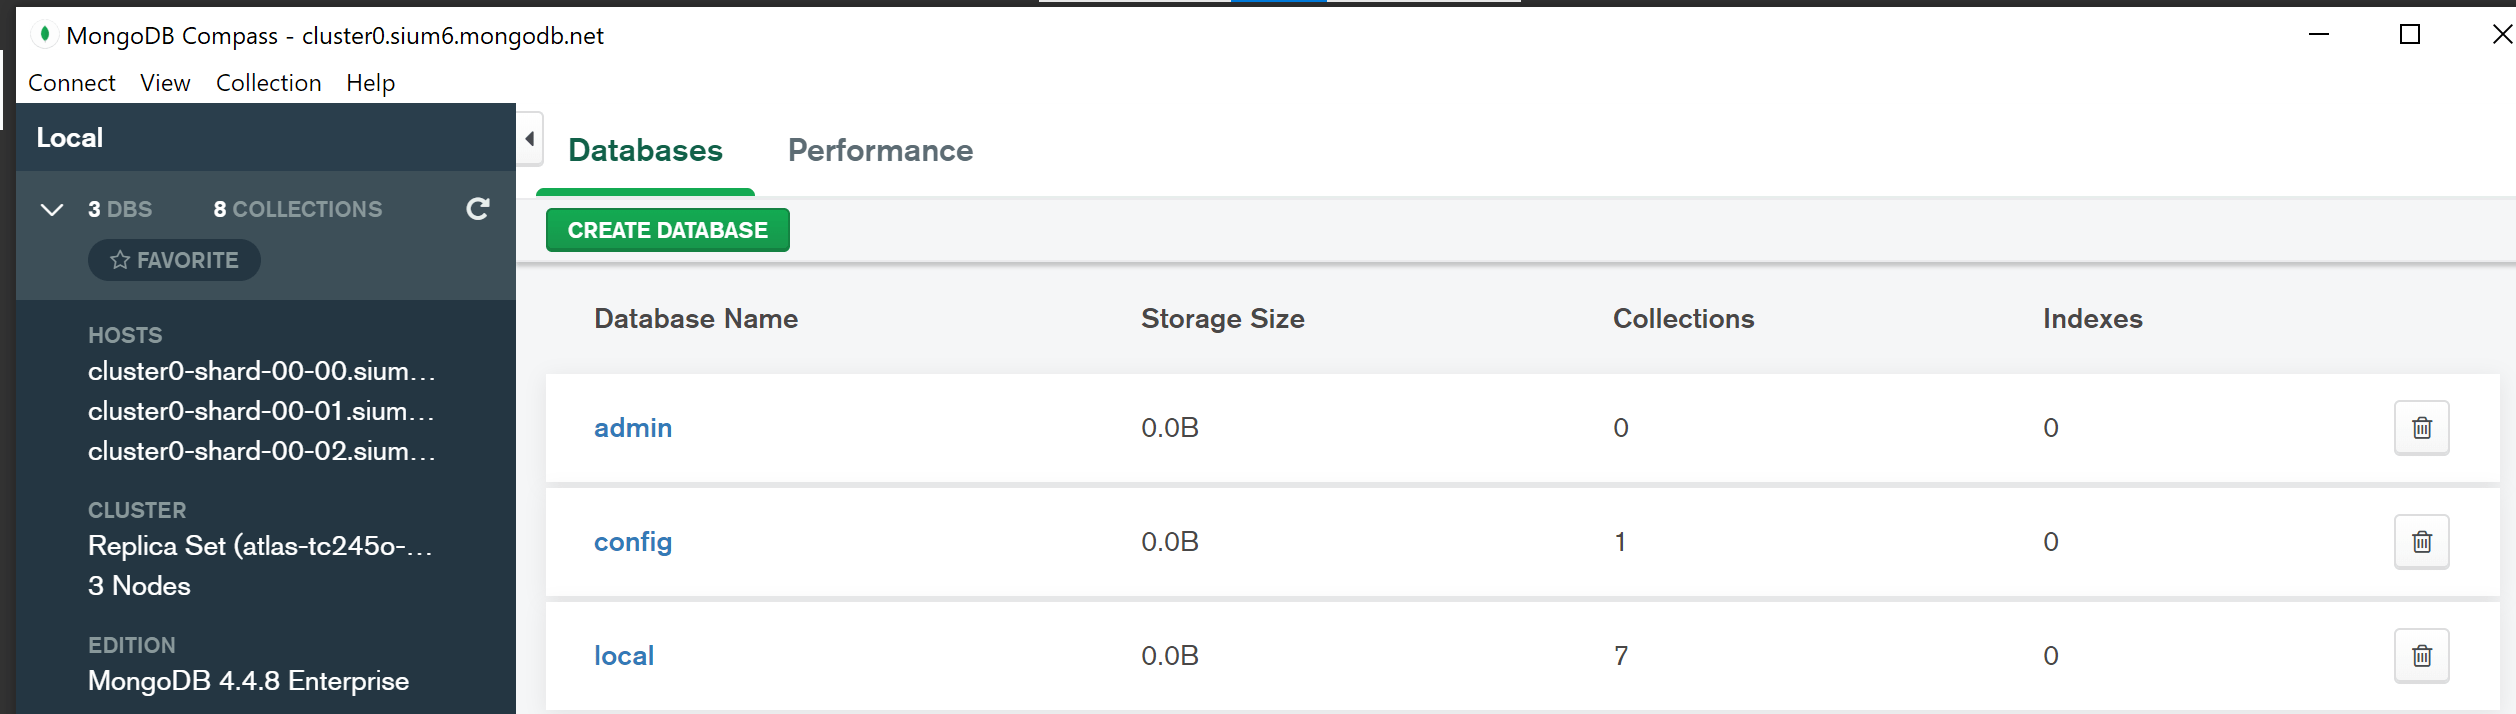 MongoDB Compass - cluster0.sium6.mongodb.net
Connect View Collection Help
Local
3 DBS 8 COLLECTIONS
FAVORITE
HOSTS
cluster0-shard-00-00.sium...
cluster0-shard-00-01.sium...
cluster0-shard-00-02.sium...
CLUSTER
Replica Set (atlas-tc245o-...
3 Nodes
EDITION
MongoDB 4.4.8 Enterprise
Databases Performance
CREATE DATABASE
Database Name Storage Size Collections Indexes
admin 0.0B 0 0
config 0.0B 1 0
local 0.0B 7 0